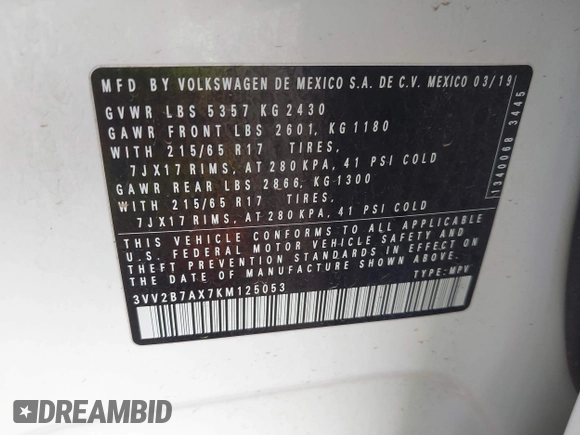 MFD BY VOLKSWAGEN DE MEXICO S.A. DE C.V. MEXICO 03/19
GVWR LBS 5357 KG 2430
GAWR FRONT LBS 2601, KG 1180
WITH 215/65 R17 TIRES,
7JX17 RIMS, AT 280 KPA, 41 PSI COLD
GAWR REAR LBS 2866, KG 1300
WITH 215/65 R17 TIRES,
7JX17 RIMS, AT 280 KPA, 41 PSI COLD
THIS VEHICLE CONFORMS TO ALL APPLICABLE
U.S. FEDERAL MOTOR VEHICLE SAFETY AND
THEFT PREVENTION STANDARDS IN EFFECT ON
THE DATE OF MANUFACTURE SHOWN ABOVE.
3VV2B7AX7KM125053 TYPE: MPV
1340068 3445
DREAMBID